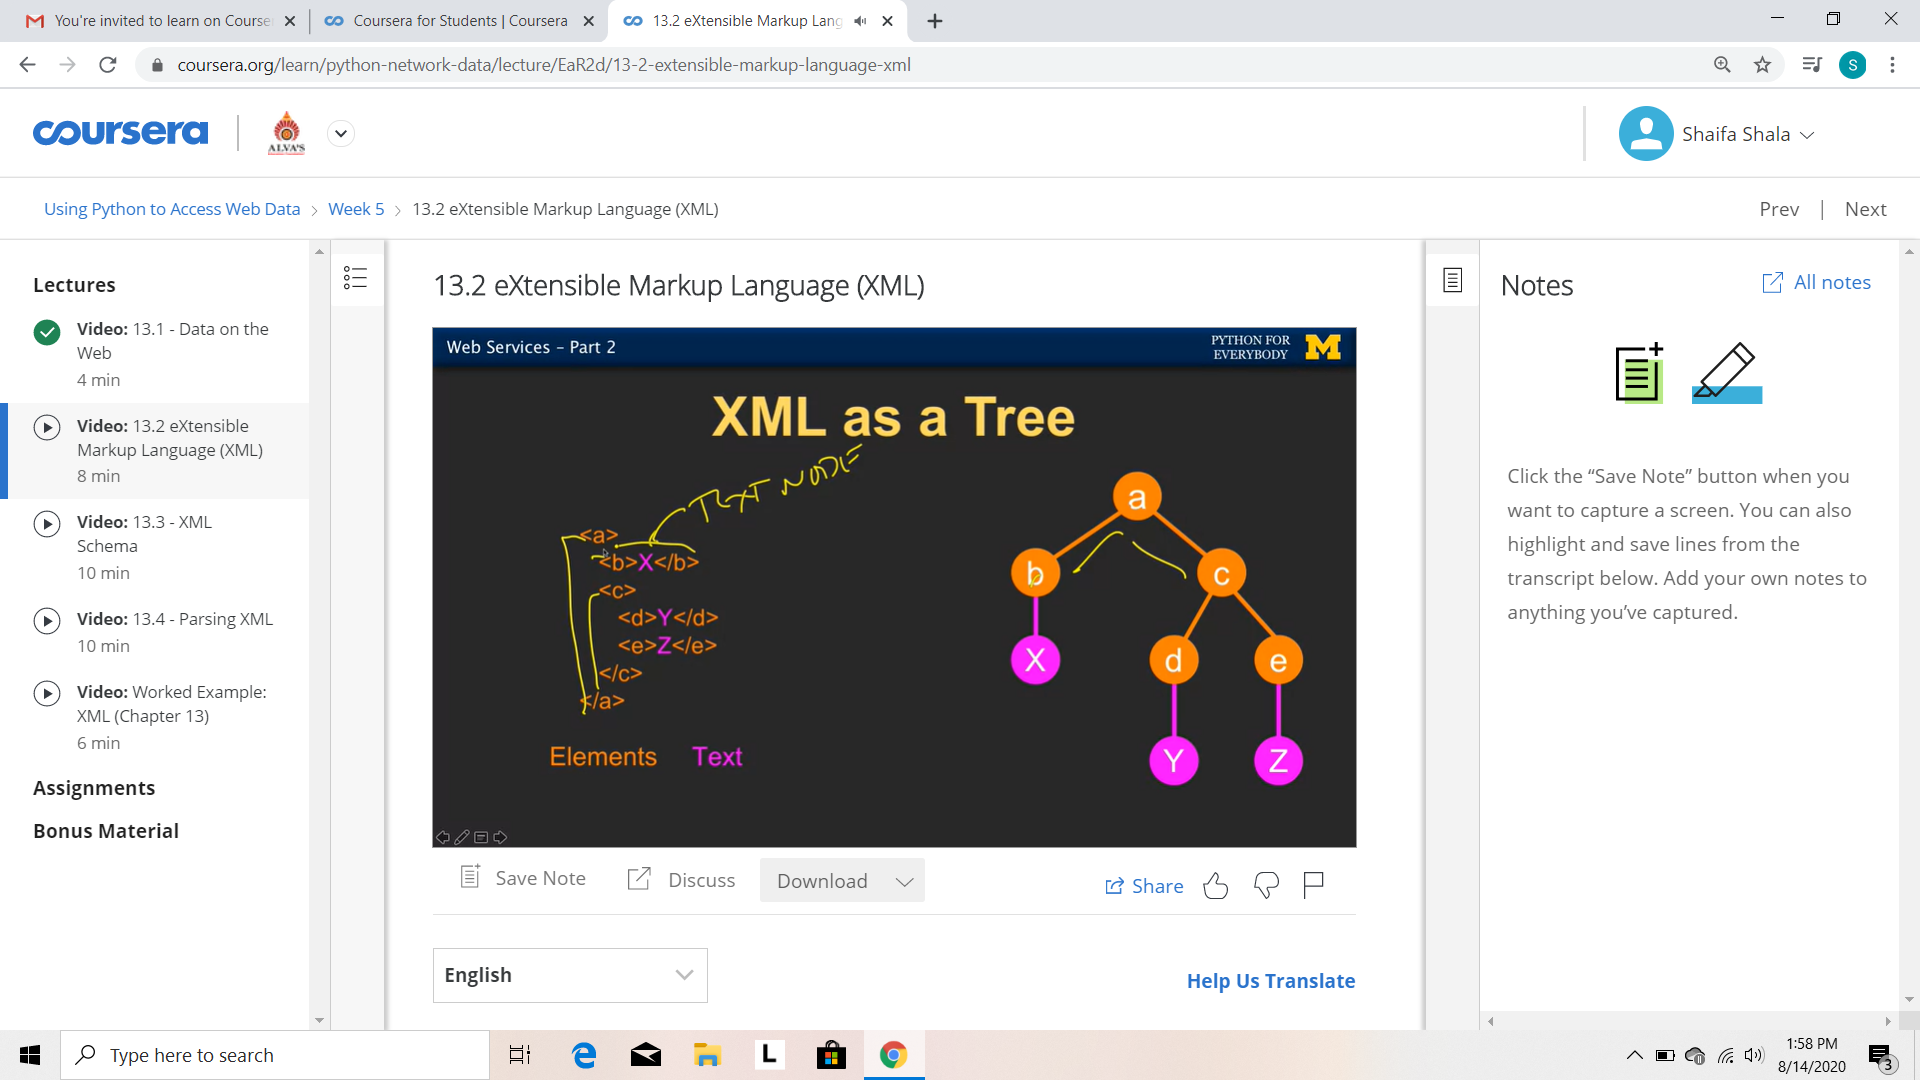 You're invited to learn on Course
Coursera for Students | Coursera
13.2 eXtensible Markup Lang
coursera.org/learn/python-network-data/lecture/EaR2d/13-2-extensible-markup-language-xml
S
coursera
ALVA'S
Shaifa Shala
Using Python to Access Web Data > Week 5 > 13.2 eXtensible Markup Language (XML)
Prev | Next
Lectures
Video: 13.1 - Data on the
Web
4 min
Video: 13.2 eXtensible
Markup Language (XML)
8 min
Video: 13.3 - XML
Schema
10 min
Video: 13.4 - Parsing XML
10 min
Video: Worked Example:
XML (Chapter 13)
6 min
Assignments
Bonus Material
13.2 eXtensible Markup Language (XML)
Web Services – Part 2
PYTHON FOR
EVERYBODY
M
XML as a Tree
TEXT NODE
<a>
<b>X</b>
<c>
<d>Y</d>
<e>Z</e>
</c>
</a>
Elements Text
a
b c
X d e
Y Z
Save Note
Discuss
Download
Share
English
Help Us Translate
Notes
All notes
Click the “Save Note” button when you
want to capture a screen. You can also
highlight and save lines from the
transcript below. Add your own notes to
anything you’ve captured.
Type here to search
L
1:58 PM
8/14/2020
3